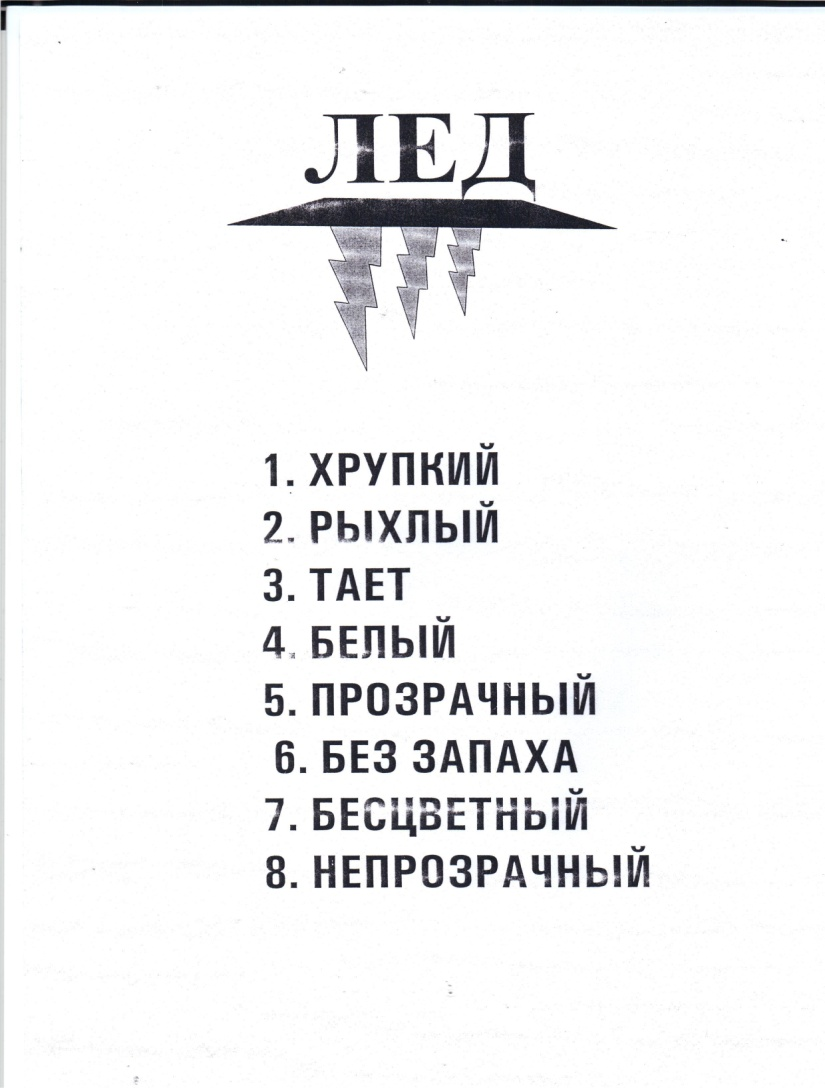 ЛЕД
1. ХРУПКИЙ
2. РЫХЛЫЙ
3. ТАЕТ
4. БЕЛЫЙ
5. ПРОЗРАЧНЫЙ
6. БЕЗ ЗАПАХА
7. БЕСЦВЕТНЫЙ
8. НЕПРОЗРАЧНЫЙ